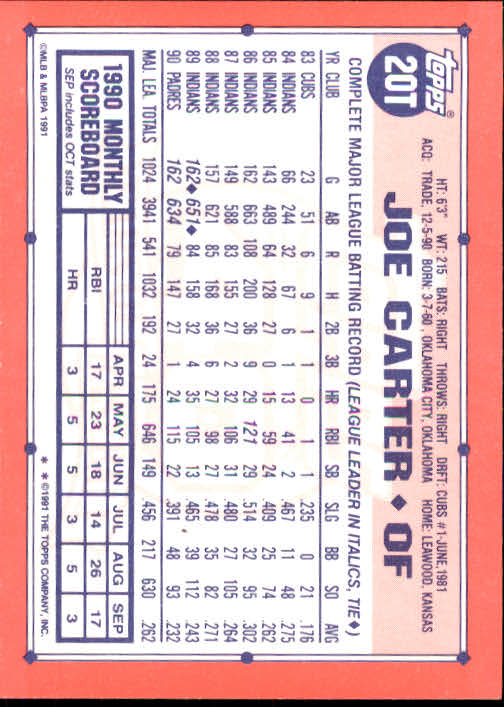 Topps®
20T
JOE CARTER ◆ OF
HT: 6'3" WT: 215 BATS: RIGHT THROWS: RIGHT DRFT: CUBS #1-JUNE, 1981
ACQ: TRADE, 12-5-90 BORN: 3-7-60, OKLAHOMA CITY, OKLAHOMA HOME: LEAWOOD, KANSAS
COMPLETE MAJOR LEAGUE BATTING RECORD (LEAGUE LEADER IN ITALICS, TIE◆)
YR CLUB G AB R H 2B 3B HR RBI SB SLG BB SO AVG
83 CUBS 23 51 6 9 1 1 0 1 1 .235 0 21 .176
84 INDIANS 66 244 32 67 6 1 13 41 2 .467 11 48 .275
85 INDIANS 143 489 64 128 27 0 15 59 24 .409 25 74 .262
86 INDIANS 162 663 108 200 36 9 29 121 29 .514 32 95 .302
87 INDIANS 149 588 83 155 27 2 32 106 31 .480 27 105 .264
88 INDIANS 157 621 85 168 36 6 27 98 27 .478 35 82 .271
89 INDIANS 162◆ 651◆ 84 158 32 4 35 105 13 .465 39 112 .243
90 PADRES 162 634 79 147 27 1 24 115 22 .391 48 93 .232
MAJ. LEA. TOTALS 1024 3941 541 1032 192 24 175 646 149 .456 217 630 .262
1990 MONTHLY
SCOREBOARD
SEP includes OCT stats
APR MAY JUN JUL AUG SEP
RBI 17 23 18 14 26 17
HR 3 5 5 3 5 3
©MLB & MLBPA 1991
* * ©1991 THE TOPPS COMPANY, INC.